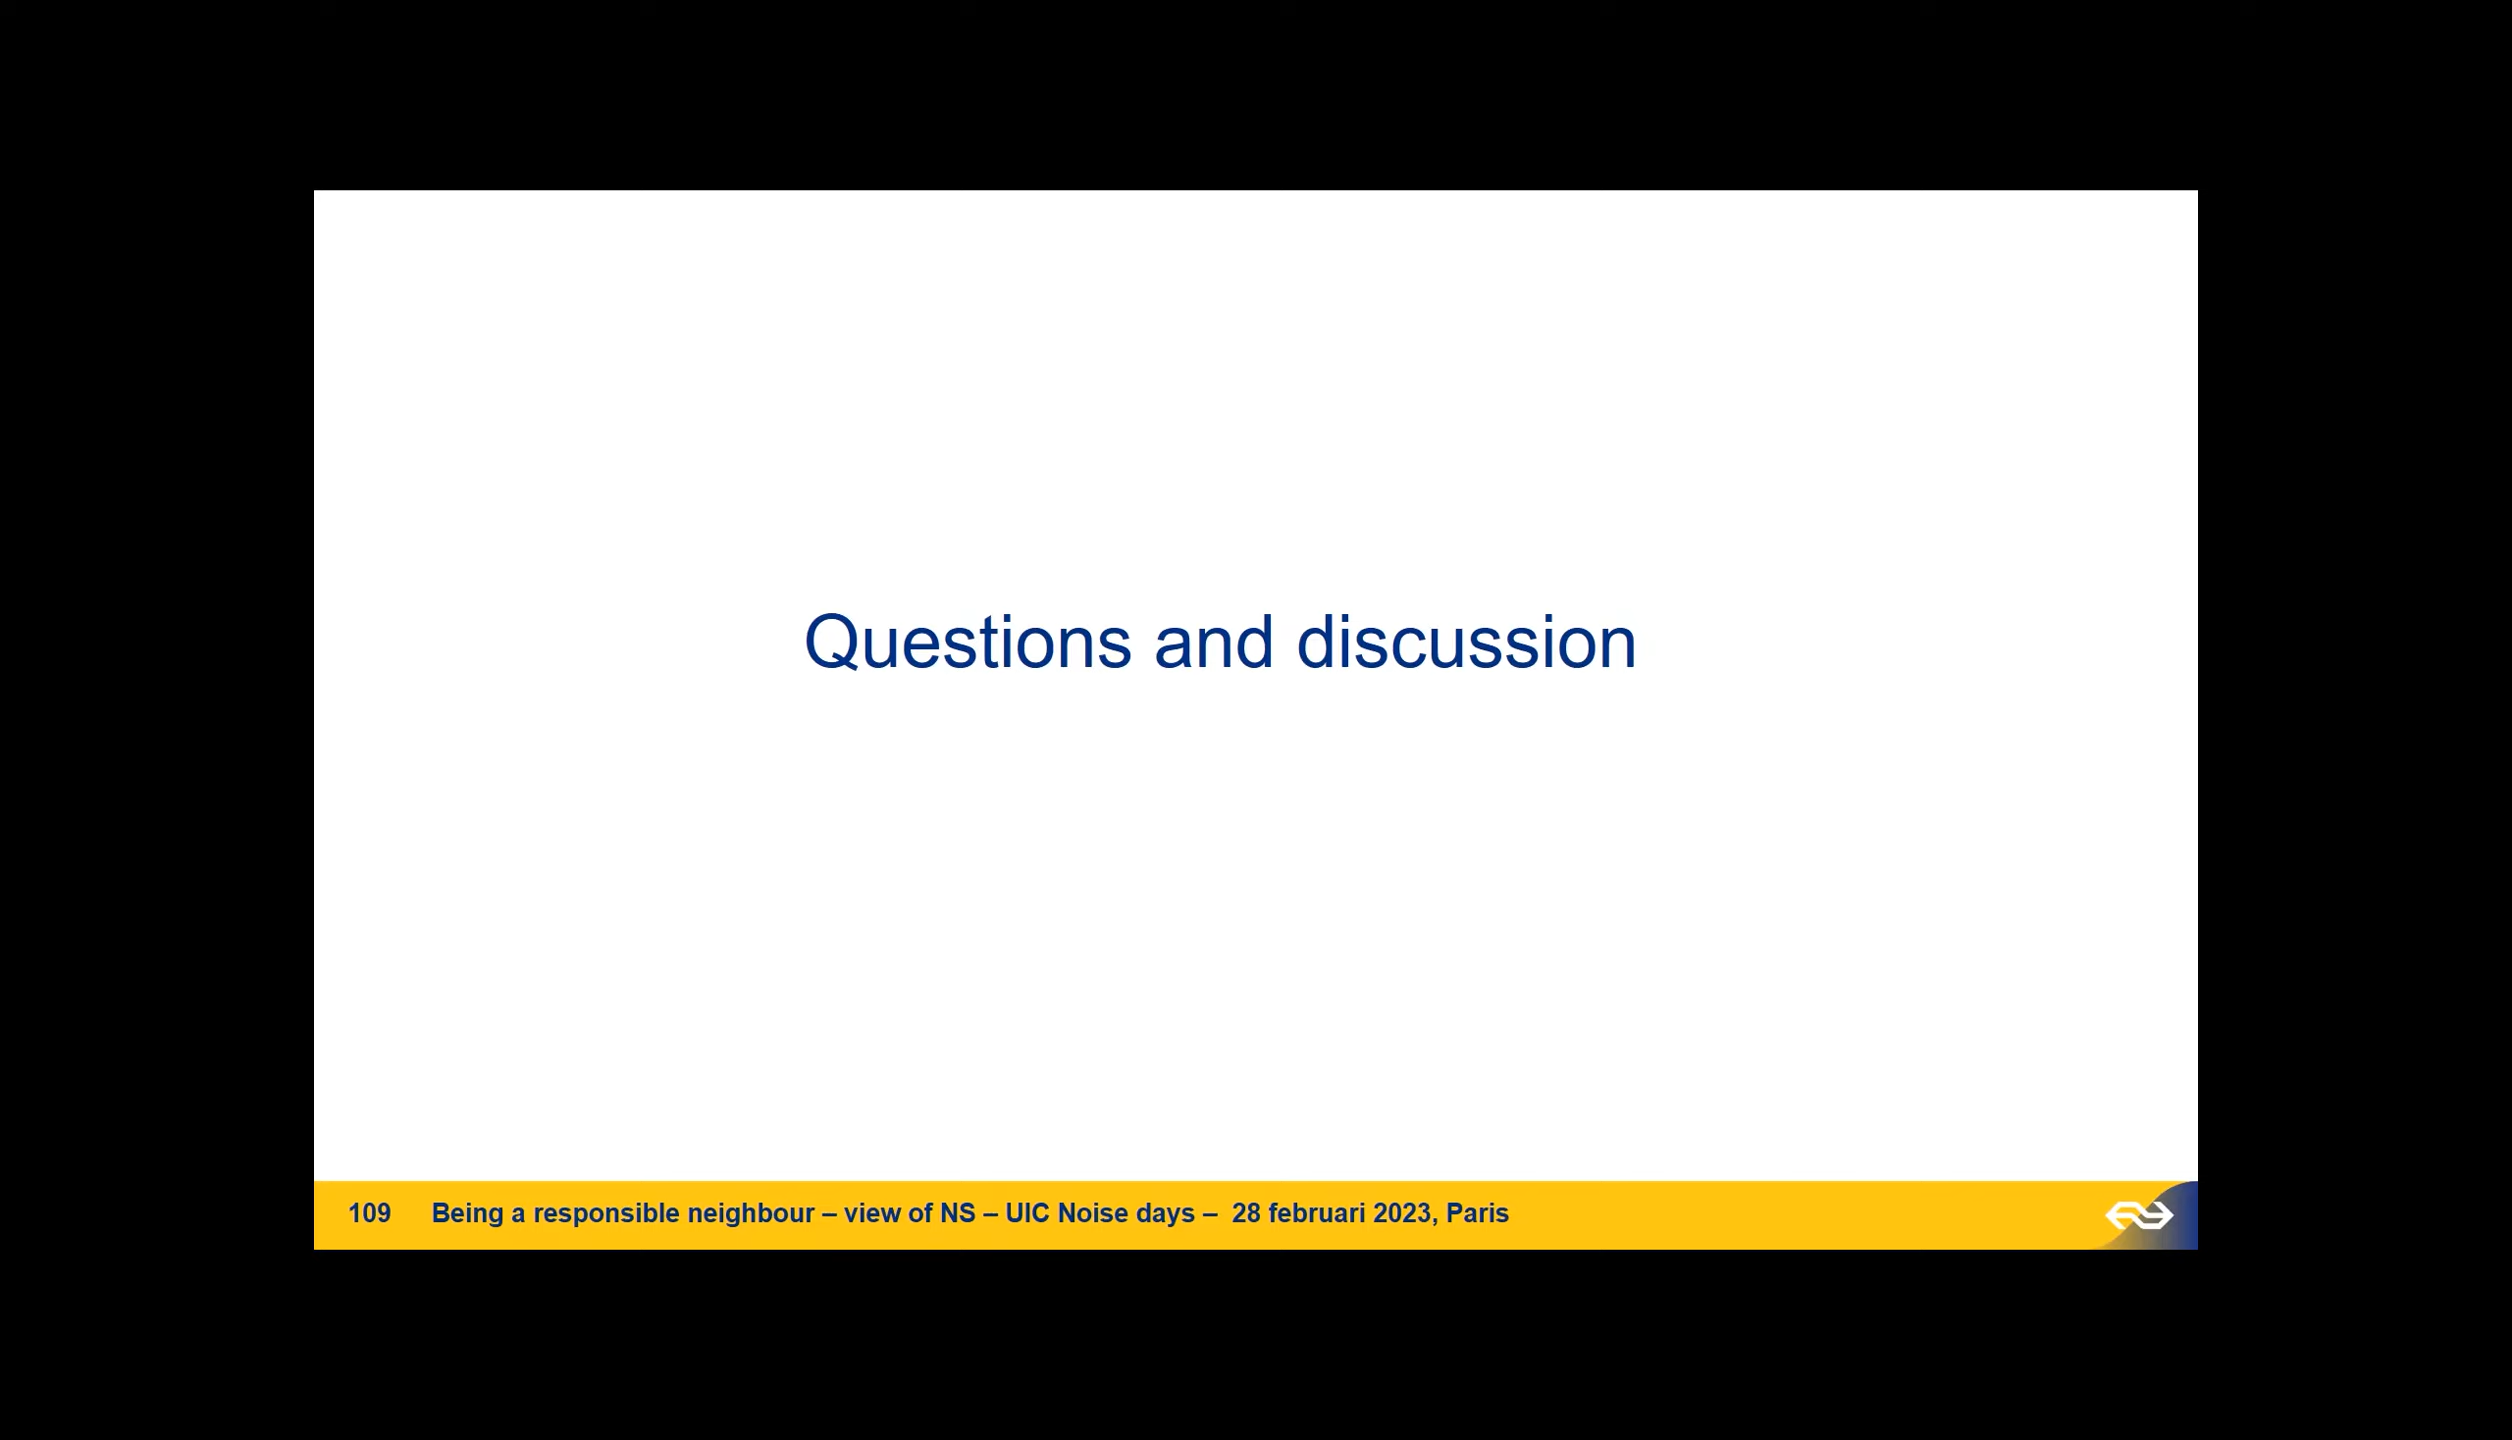 Questions and discussion
109 Being a responsible neighbour – view of NS – UIC Noise days – 28 februari 2023, Paris